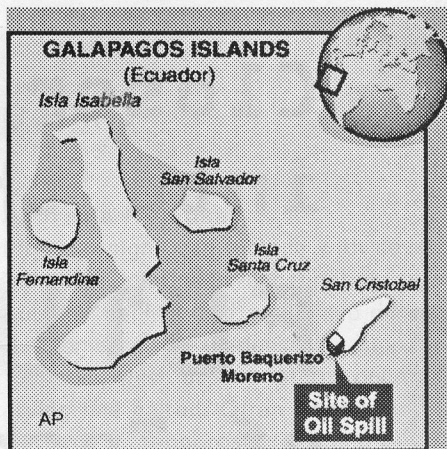 GALAPAGOS ISLANDS
(Ecuador)
Isla Isabella
Isla
San Salvador
Isla
Fernandina
Isla
Santa Cruz
San Cristobal
Puerto Baquerizo
Moreno
Site of
Oil Spill
AP